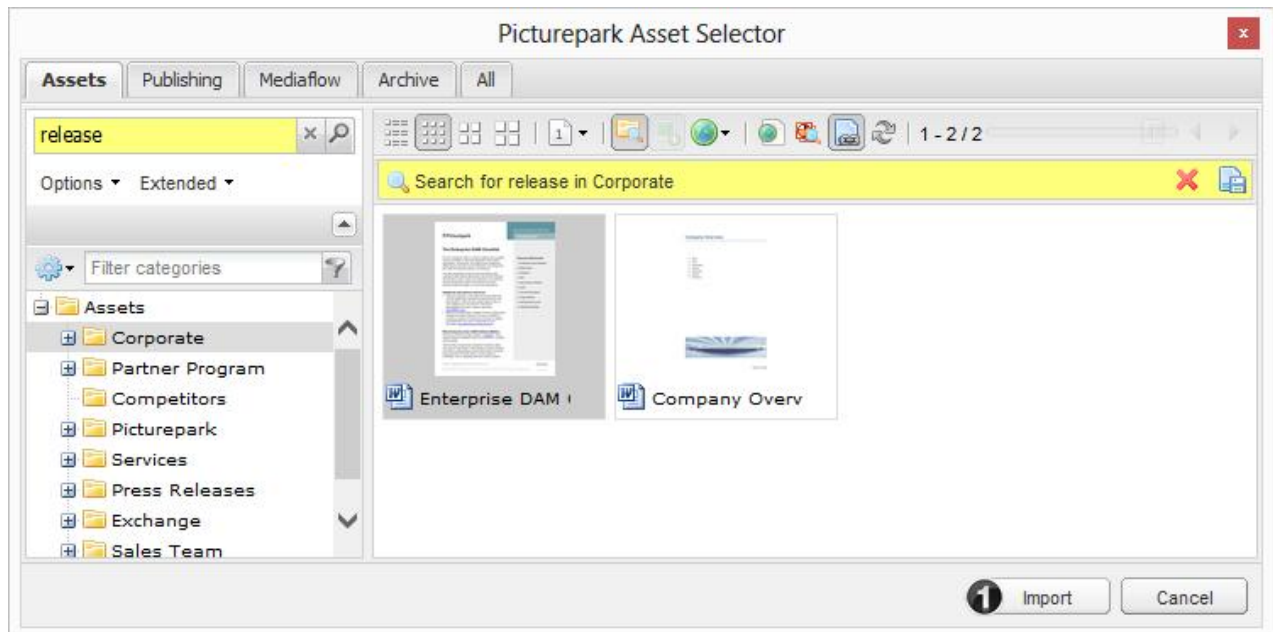 Picturepark Asset Selector
x
Assets Publishing Mediaflow Archive All
release
1
1 - 2 / 2
Options Extended
Search for release in Corporate
Filter categories
Assets
Corporate
Partner Program
Competitors
Picturepark
Services
Press Releases
Exchange
Sales Team
Enterprise DAM
Company Overv
1 Import Cancel